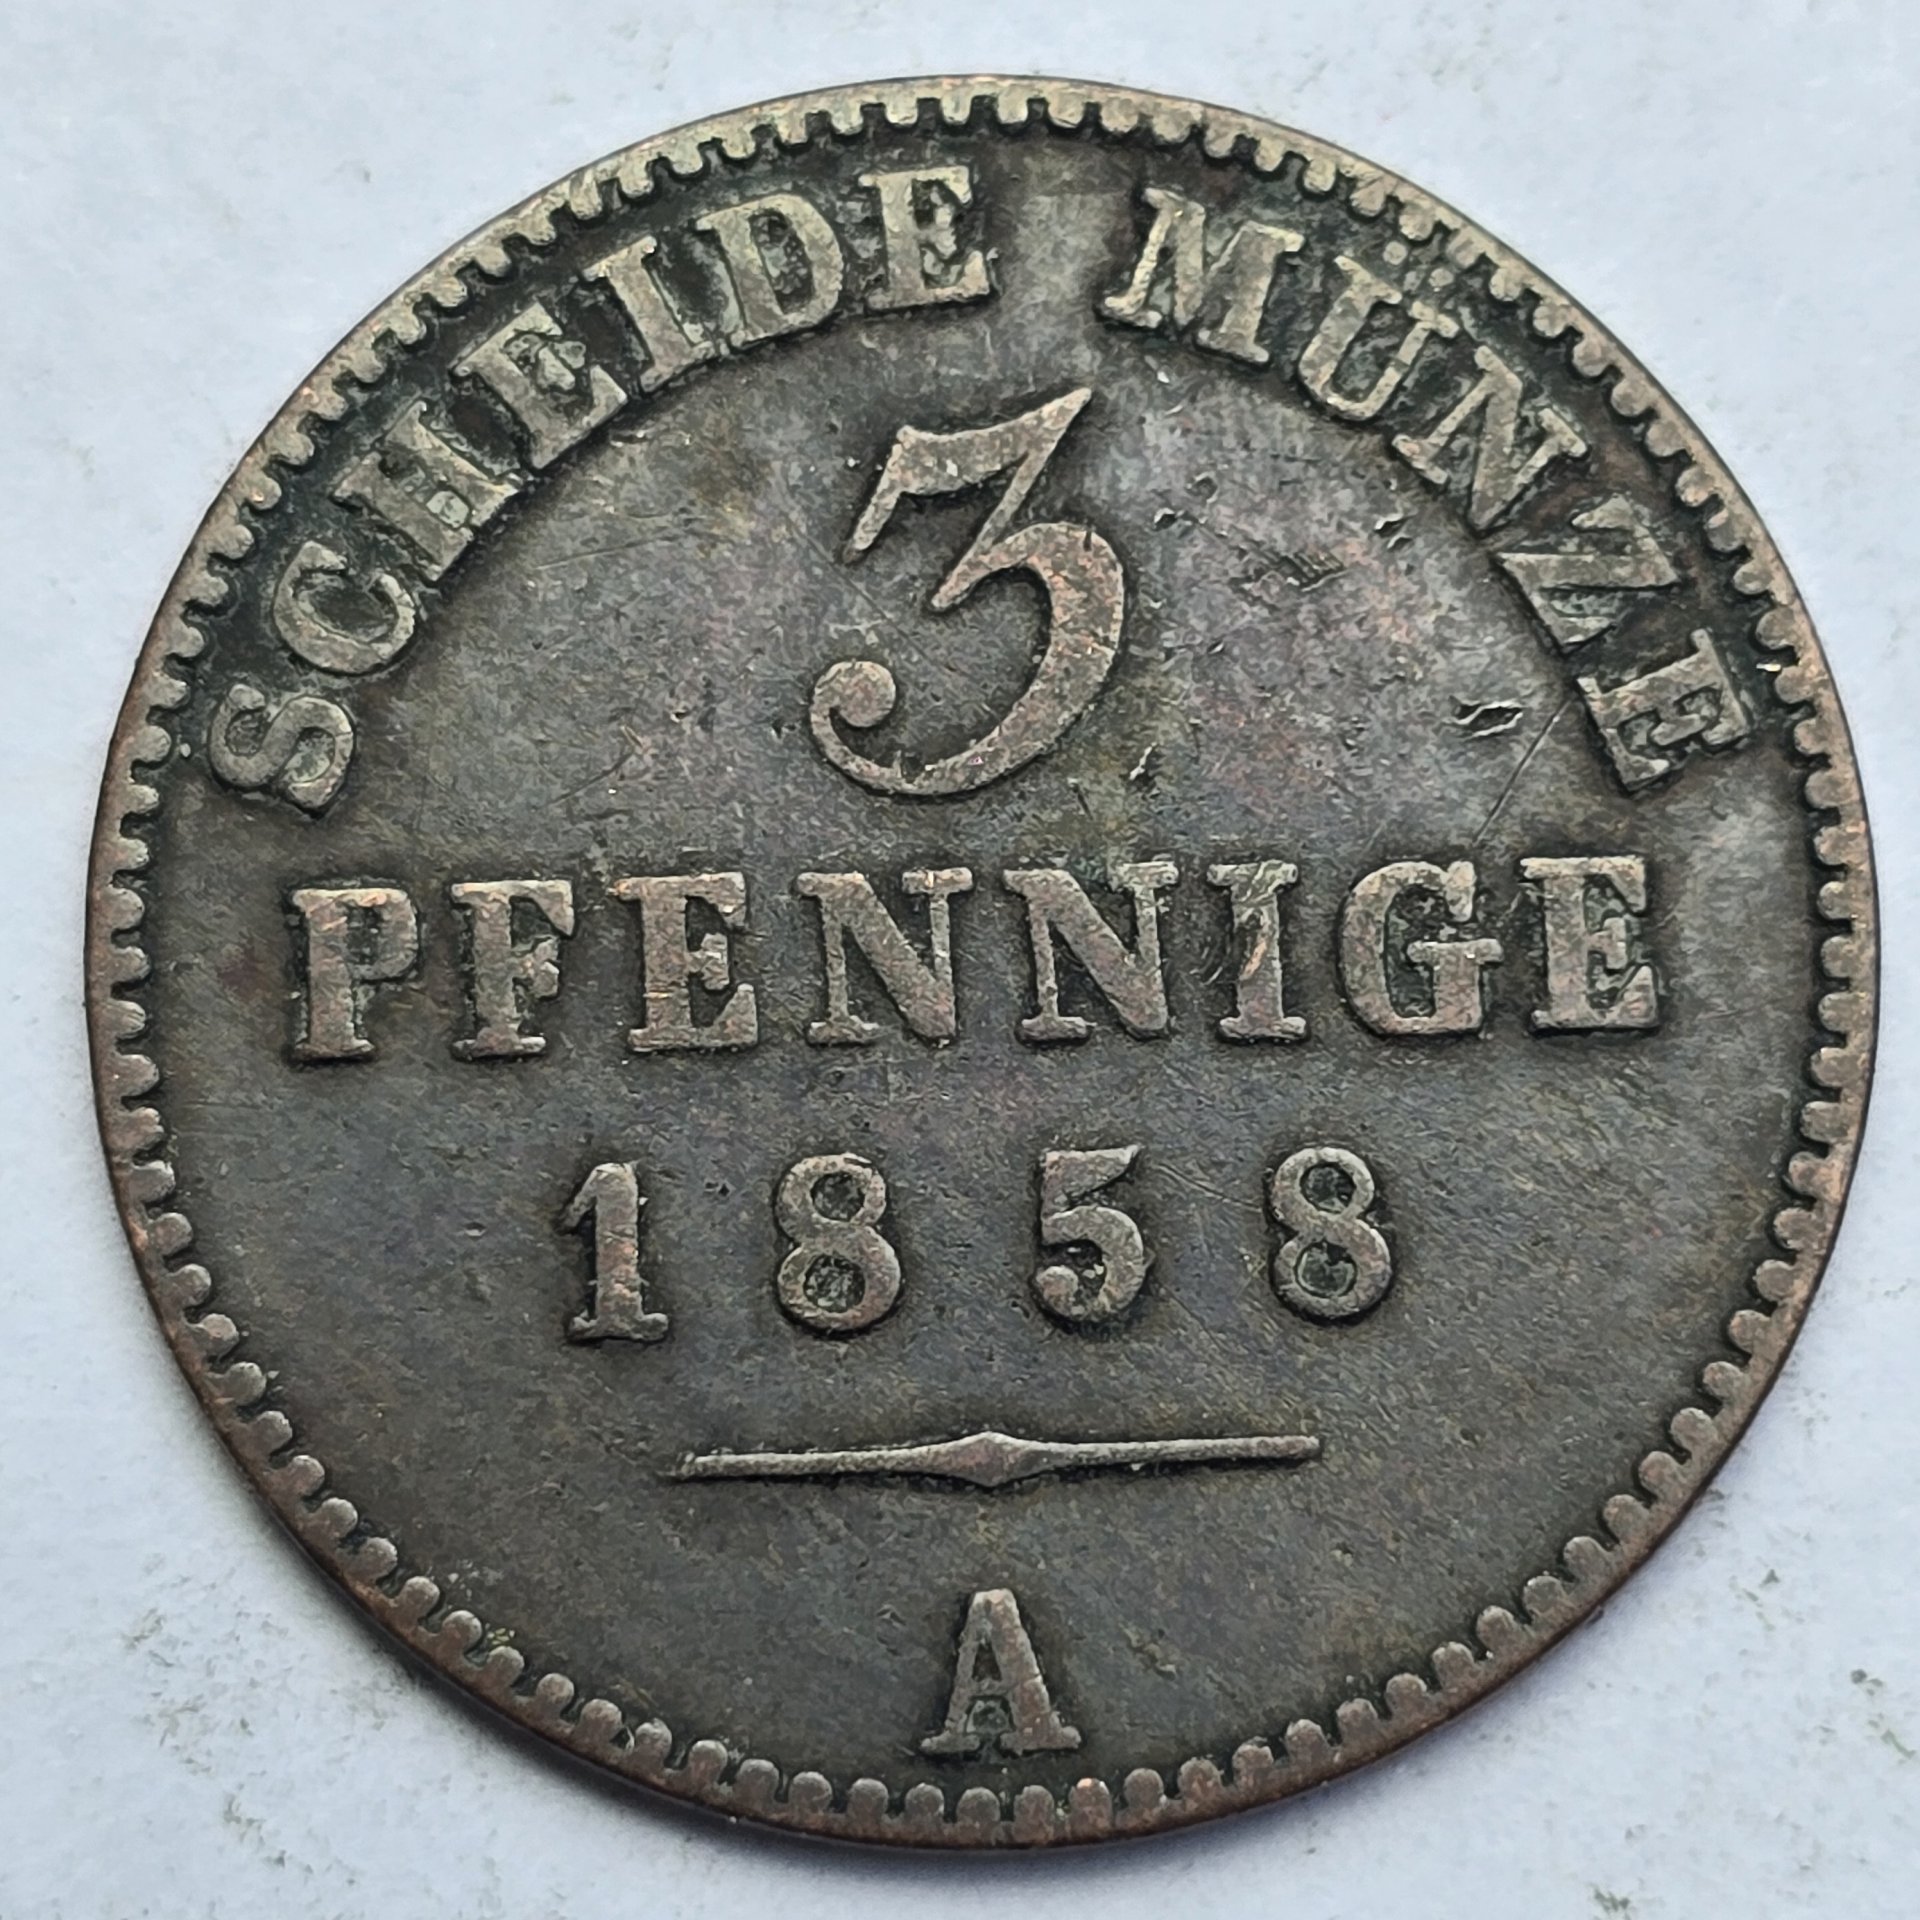 SCHEIDE MÜNZE
3
PFENNIGE
1858
A